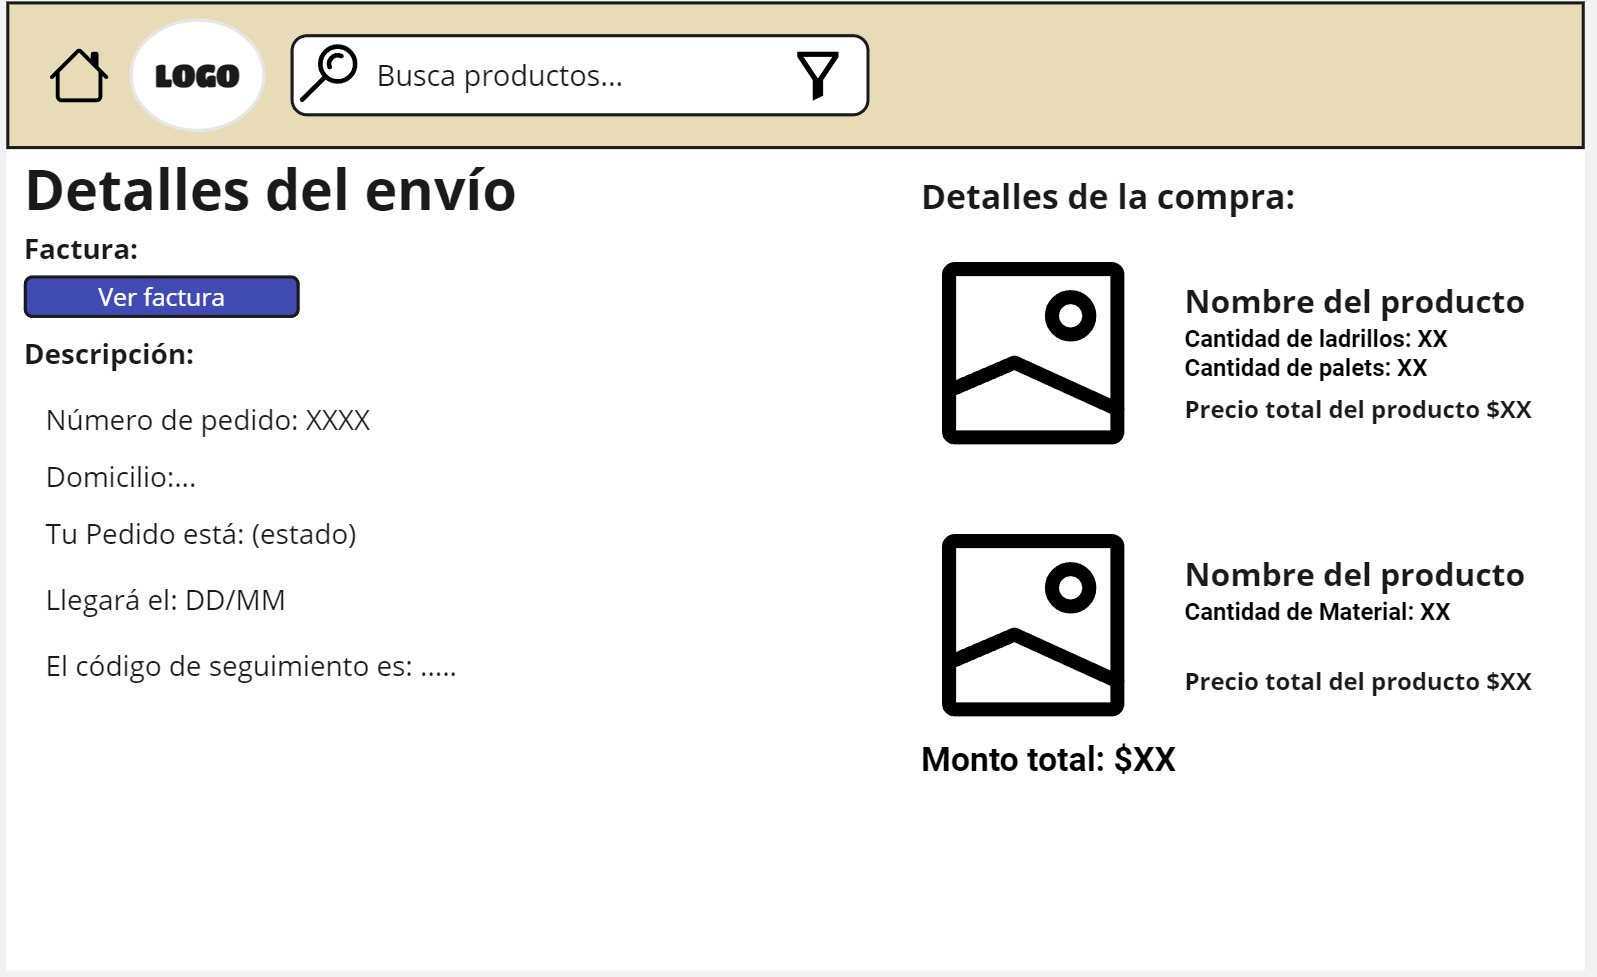 LOGO
Busca productos...
Detalles del envío
Factura:
Ver factura
Descripción:
Número de pedido: XXXX
Domicilio:...
Tu Pedido está: (estado)
Llegará el: DD/MM
El código de seguimiento es: .....
Detalles de la compra:
Nombre del producto
Cantidad de ladrillos: XX
Cantidad de palets: XX
Precio total del producto $XX
Nombre del producto
Cantidad de Material: XX
Precio total del producto $XX
Monto total: $XX